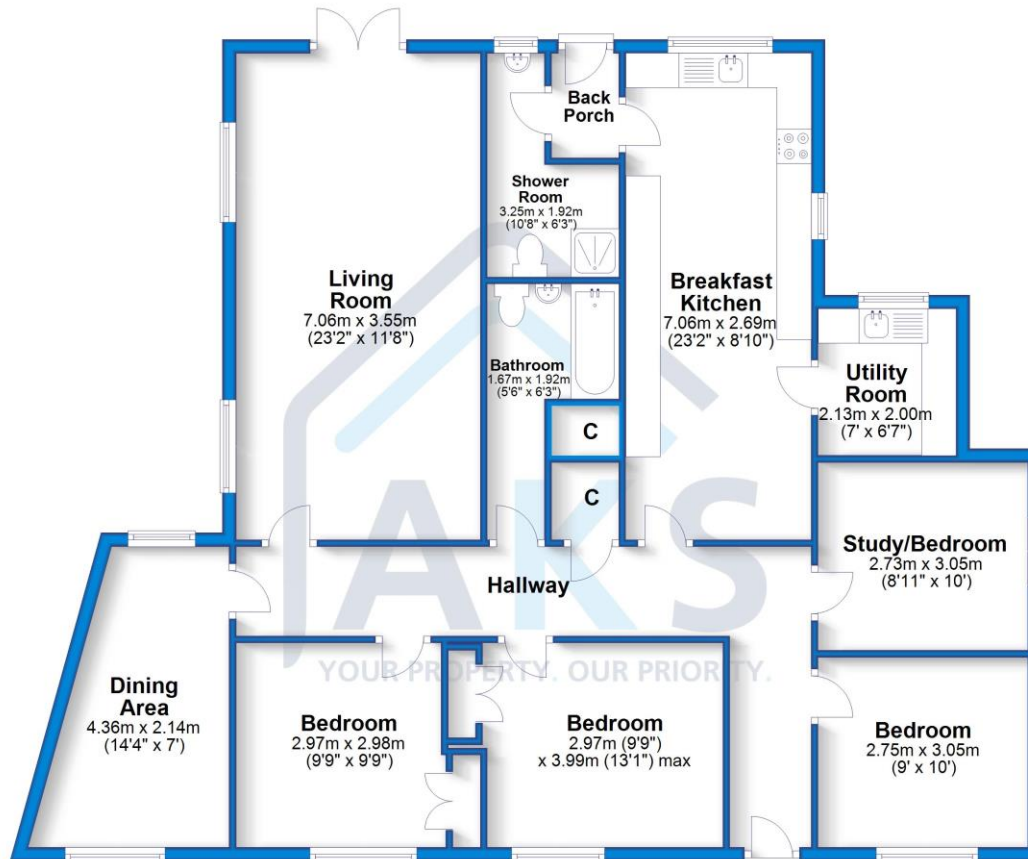 Back
Porch
Shower
Room
3.25m x 1.92m
(10'8" x 6'3")
Living
Room
7.06m x 3.55m
(23'2" x 11'8")
Breakfast
Kitchen
7.06m x 2.69m
(23'2" x 8'10")
Bathroom
1.67m x 1.92m
(5'6" x 6'3")
Utility
Room
2.13m x 2.00m
(7' x 6'7")
C
C
Study/Bedroom
2.73m x 3.05m
(8'11" x 10')
Hallway
JAKS
YOUR PROPERTY. OUR PRIORITY.
Dining
Area
4.36m x 2.14m
(14'4" x 7')
Bedroom
2.97m x 2.98m
(9'9" x 9'9")
Bedroom
2.97m (9'9")
x 3.99m (13'1") max
Bedroom
2.75m x 3.05m
(9' x 10')